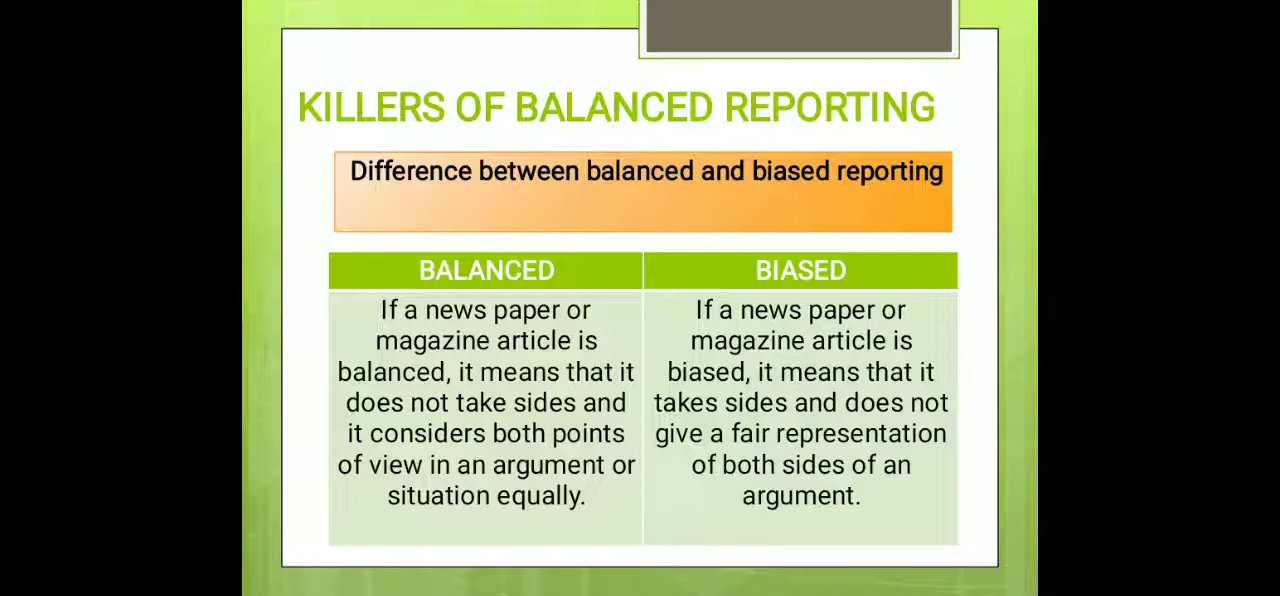 KILLERS OF BALANCED REPORTING
Difference between balanced and biased reporting
BALANCED
If a news paper or
magazine article is
balanced, it means that it
does not take sides and
it considers both points
of view in an argument or
situation equally.
BIASED
If a news paper or
magazine article is
biased, it means that it
takes sides and does not
give a fair representation
of both sides of an
argument.